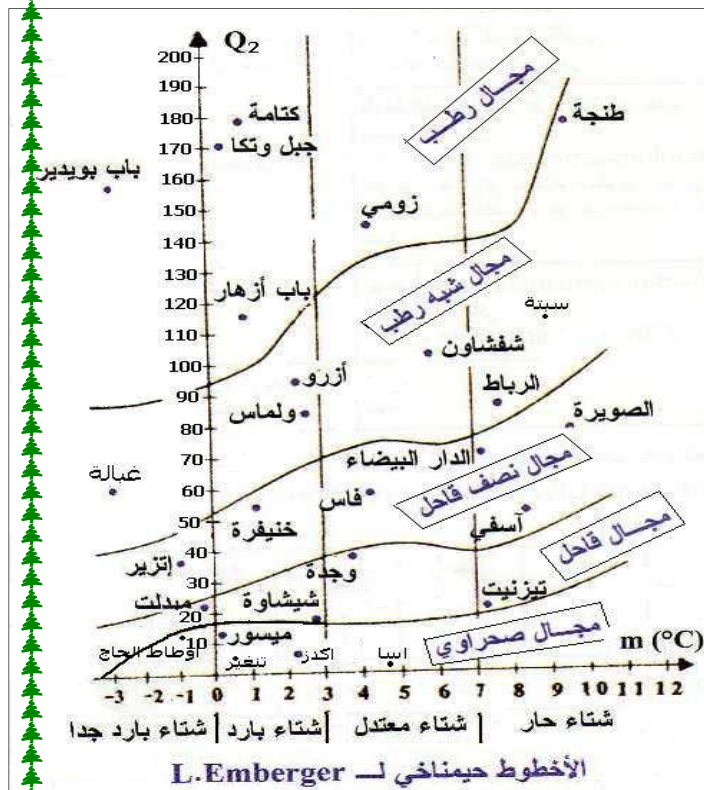 Q2
200
190
180
170
160
150
140
130
120
110
100
90
80
70
60
50
40
30
20
10
مجال رطب
كتامة
طنجة
جبل وتكا
باب بويدير
زومي
باب أزهار
مجال شبه رطب
سبتة
شفشاون
أزرو
الرباط
ولماس
الصويرة
الدار البيضاء
غبالة
فاس
مجال نصف قاحل
خنيفرة
آسفي
مجال قاحل
إتزير
وجدة
ميدلت
شيشاوة
تيزنيت
ميسور
مجال صحراوي
m (°C)
أوطاط الحاج
تنغير
اكدز
-3 -2 -1 0 1 2 3 4 5 6 7 8 9 10 11 12
شتاء بارد جدا
شتاء بارد
شتاء معتدل
شتاء حار
الأخطوط حيمناخي لـ L.Emberger